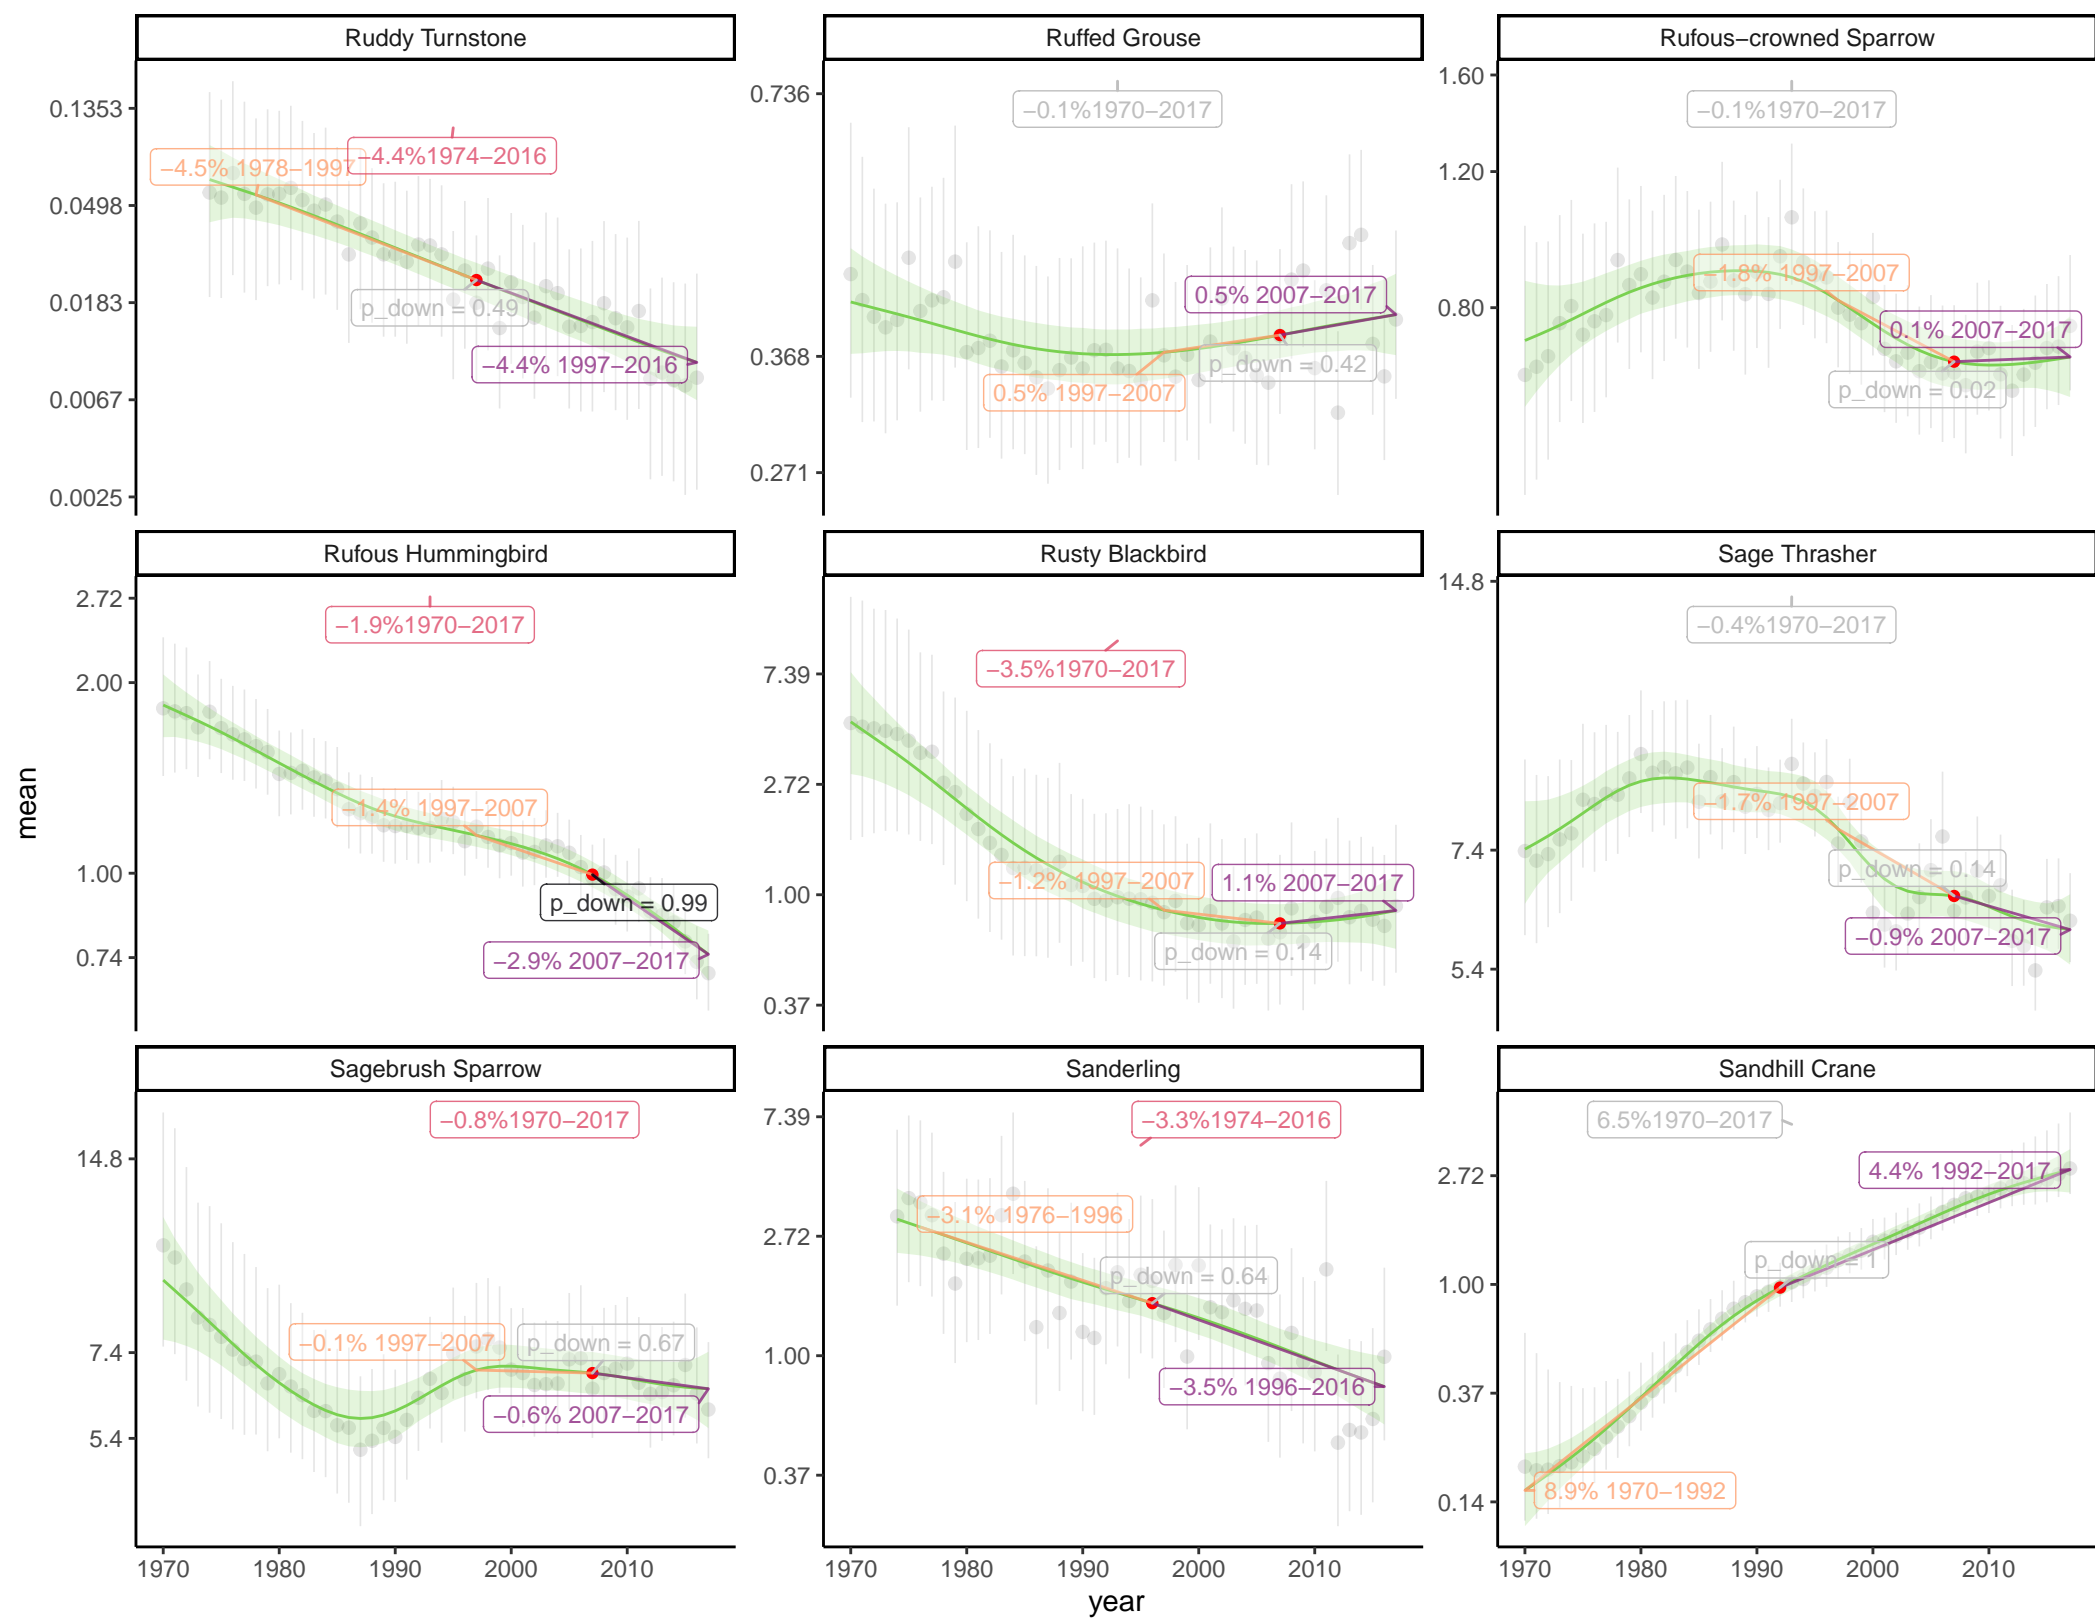 Ruddy Turnstone
Ruffed Grouse
Rufous−crowned Sparrow
0.1353
0.0498
0.0183
0.0067
0.0025
−4.5% 1978−1997
−4.4%1974−2016
p_down = 0.49
−4.4% 1997−2016
0.736
0.368
0.271
−0.1%1970−2017
0.5% 2007−2017
p_down = 0.42
0.5% 1997−2007
1.60
1.20
0.80
−0.1%1970−2017
−1.8% 1997−2007
0.1% 2007−2017
p_down = 0.02
Rufous Hummingbird
Rusty Blackbird
Sage Thrasher
mean
2.72
2.00
1.00
0.74
−1.9%1970−2017
−1.4% 1997−2007
p_down = 0.99
−2.9% 2007−2017
7.39
2.72
1.00
0.37
−3.5%1970−2017
−1.2% 1997−2007
1.1% 2007−2017
p_down = 0.14
14.8
7.4
5.4
−0.4%1970−2017
−1.7% 1997−2007
p_down = 0.14
−0.9% 2007−2017
Sagebrush Sparrow
Sanderling
Sandhill Crane
14.8
7.4
5.4
−0.8%1970−2017
−0.1% 1997−2007
p_down = 0.67
−0.6% 2007−2017
7.39
2.72
1.00
0.37
−3.3%1974−2016
−3.1% 1976−1996
p_down = 0.64
−3.5% 1996−2016
2.72
1.00
0.37
0.14
6.5%1970−2017
4.4% 1992−2017
p_down = 1
8.9% 1970−1992
1970 1980 1990 2000 2010
1970 1980 1990 2000 2010
1970 1980 1990 2000 2010
year